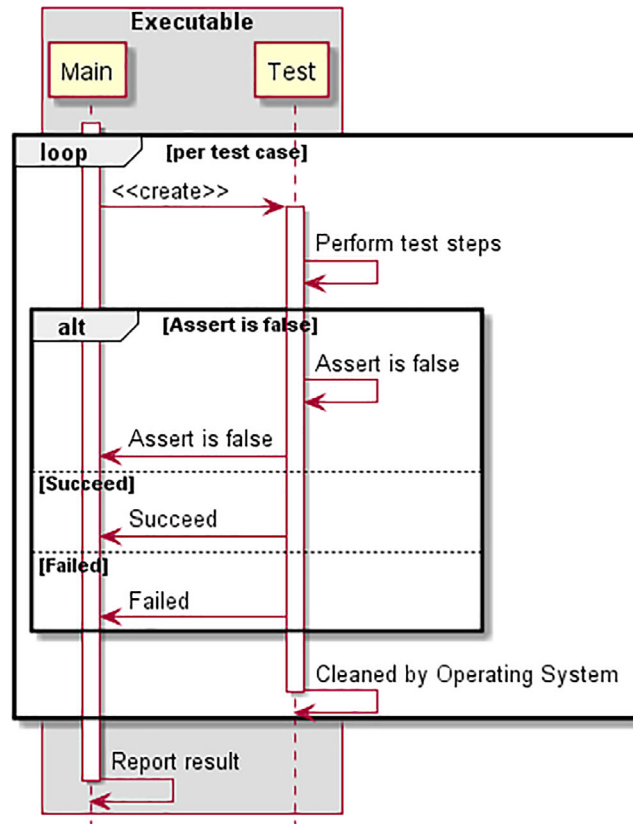 Executable
Main
Test
loop
[per test case]
<<create>>
Perform test steps
alt
[Assert is false]
Assert is false
Assert is false
[Succeed]
Succeed
[Failed]
Failed
Cleaned by Operating System
Report result